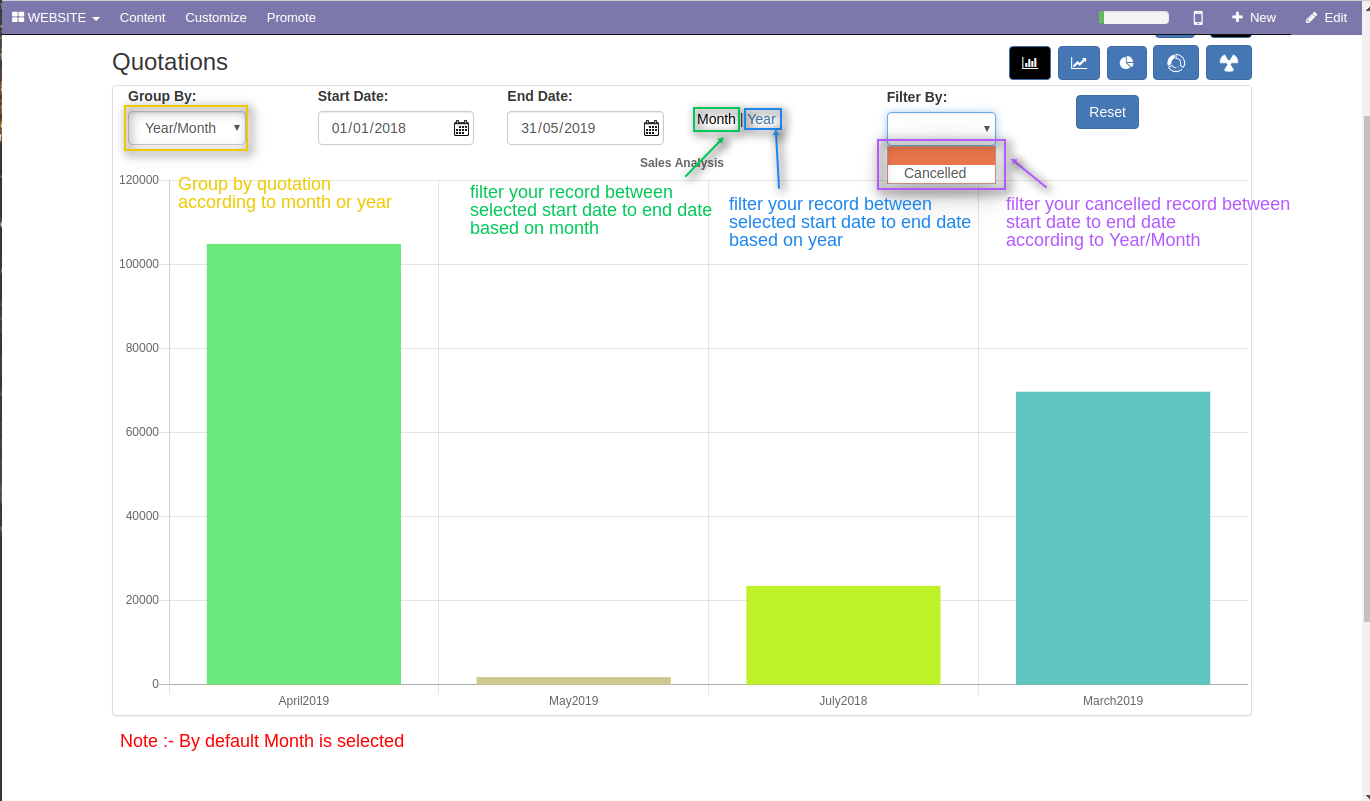 WEBSITE Content Customize Promote New Edit
Quotations
Group By: Start Date: End Date: Filter By:
Year/Month 01/01/2018 31/05/2019 Month | Year Reset
Sales Analysis
Cancelled
Group by quotation
according to month or year
filter your record between
selected start date to end date
based on month
filter your record between
selected start date to end date
based on year
filter your cancelled record between
start date to end date
according to Year/Month
120000
100000
80000
60000
40000
20000
0
April2019 May2019 July2018 March2019
Note :- By default Month is selected